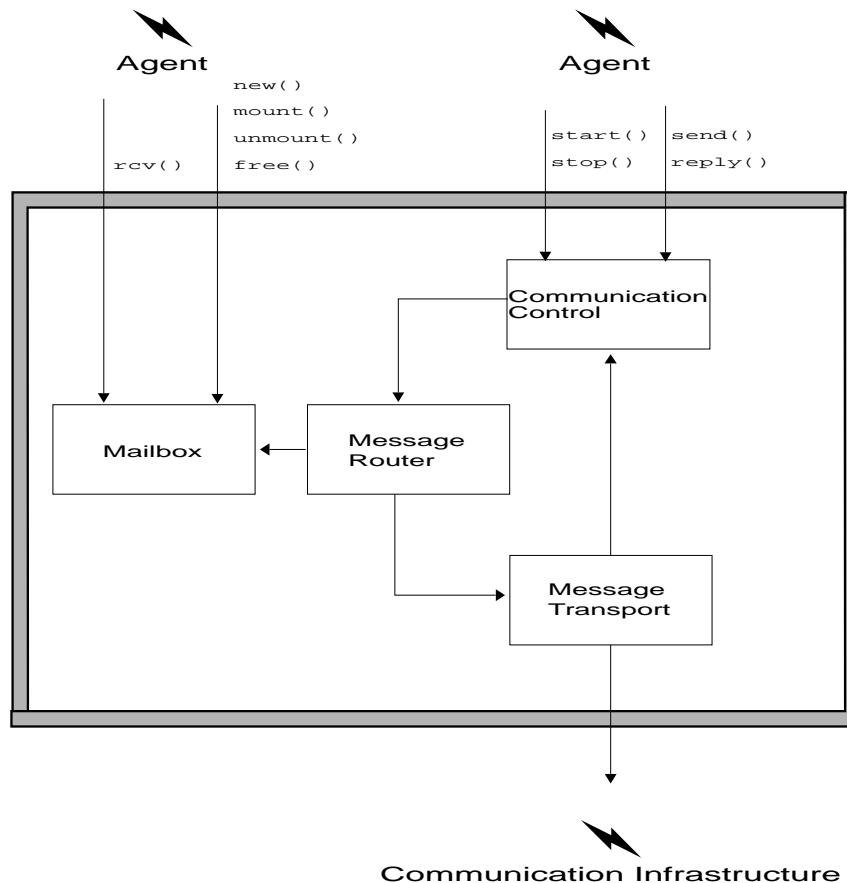 Agent
Agent
new()
mount()
unmount()
rcv()
free()
start()
send()
stop()
reply()
Communication
Control
Mailbox
Message
Router
Message
Transport
Communication Infrastructure